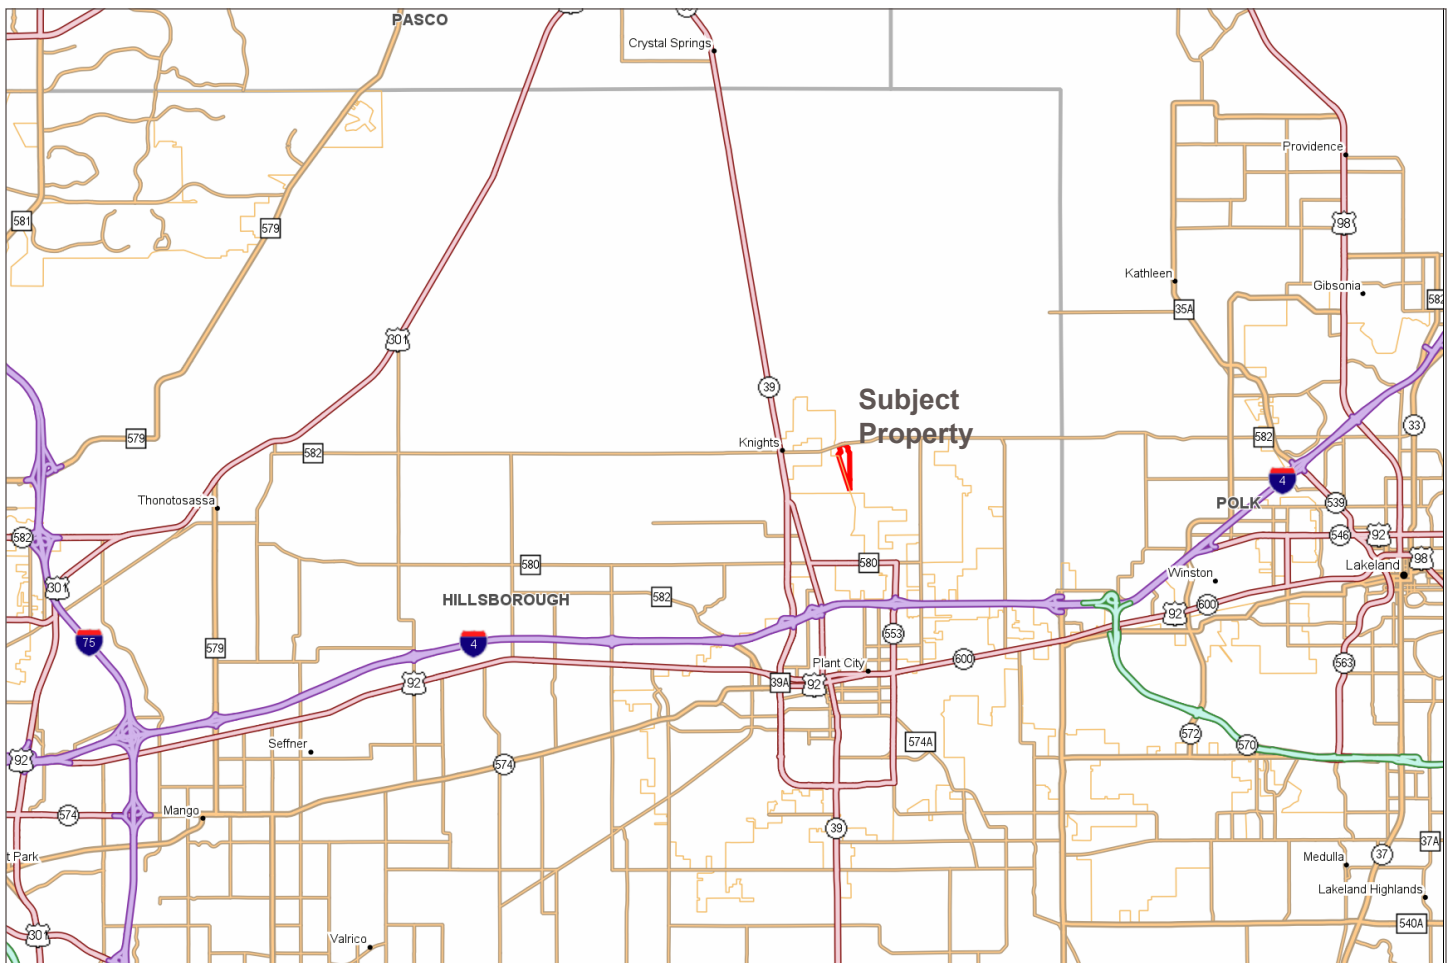 PASCO
Crystal Springs
Providence
581
579
98
Kathleen
Gibsonia
582
35A
301
39
Subject
Property
33
579
582
Knights
582
4
Thonotosassa
POLK
539
582
546
92
98
580
580
Lakeland
Winston
301
HILLSBOROUGH
582
92
600
75
4
579
553
600
563
Plant City
92
39A
92
572
574A
570
Seffner
92
574
Mango
574
39
37A
t Park
37
Medulla
Lakeland Highlands
540A
301
Valrico